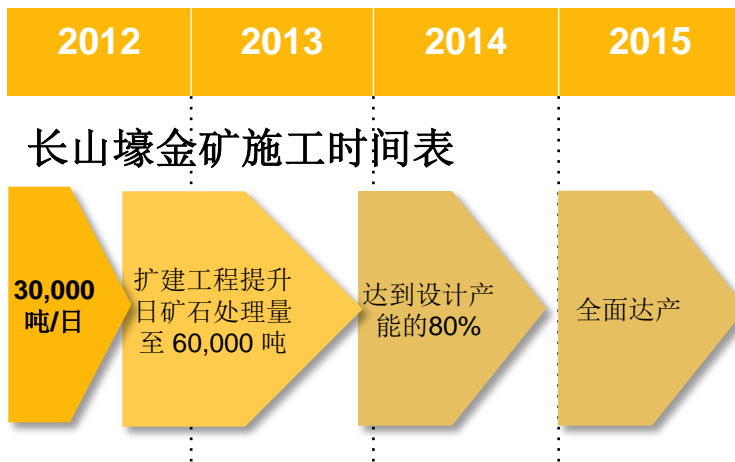 2012 2013 2014 2015
长山壕金矿施工时间表
30,000
吨/日
扩建工程提升
日矿石处理量
至 60,000 吨
达到设计产
能的80%
全面达产